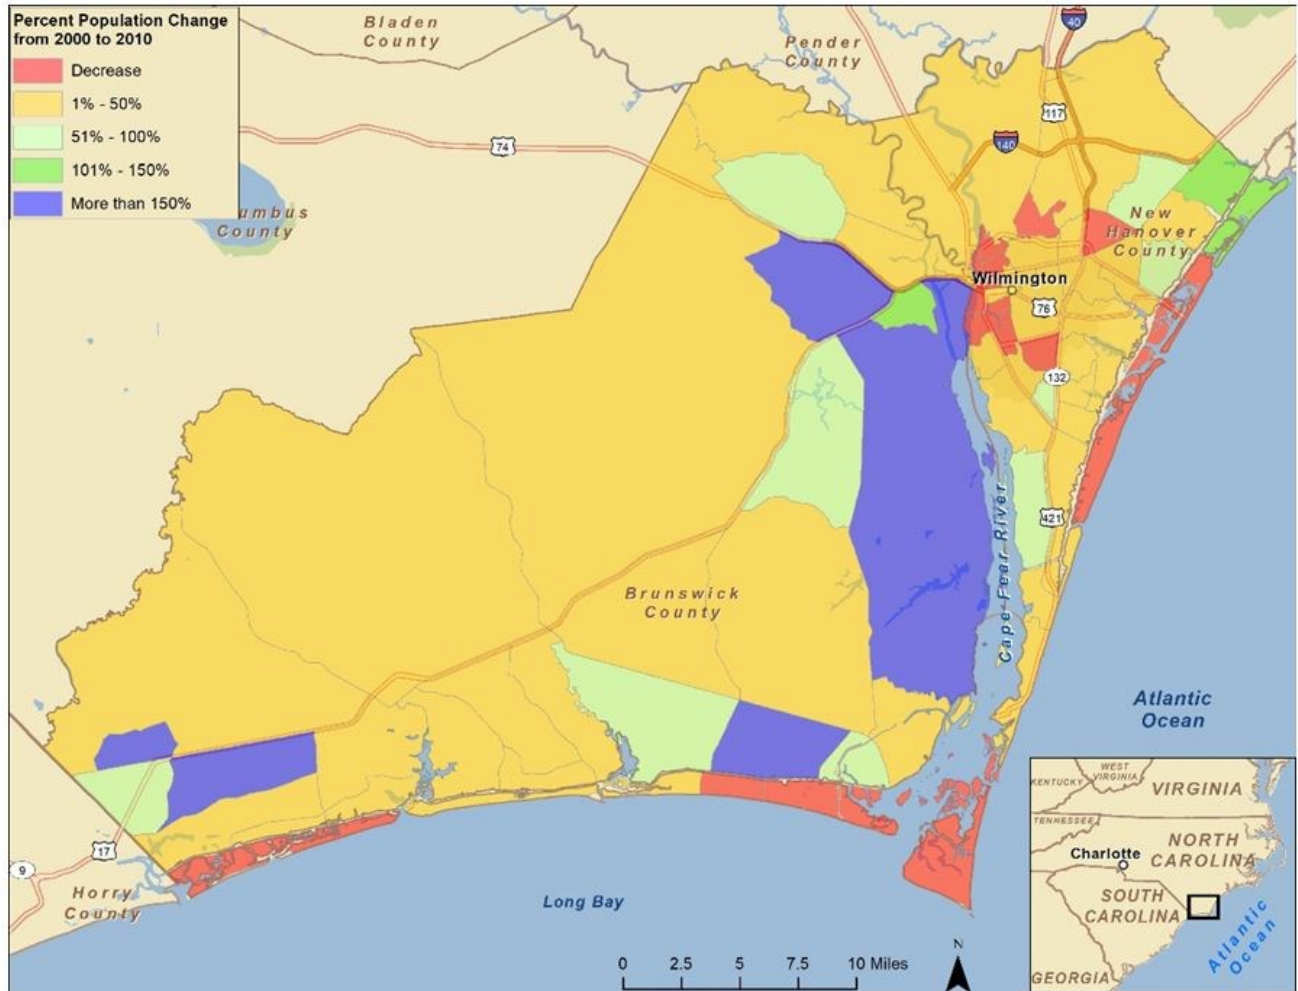 Percent Population Change
from 2000 to 2010
Decrease
1% - 50%
51% - 100%
101% - 150%
More than 150%
Bladen
County
Pender
County
40
117
74
140
umbus
County
New
Hanover
County
Wilmington
76
132
421
Cape Fear River
Brunswick
County
Atlantic
Ocean
17
9
Horry
County
Long Bay
0 2.5 5 7.5 10 Miles
N
KENTUCKY
WEST
VIRGINIA
VIRGINIA
TENNESSEE
NORTH
CAROLINA
Charlotte
SOUTH
CAROLINA
GEORGIA
Atlantic
Ocean